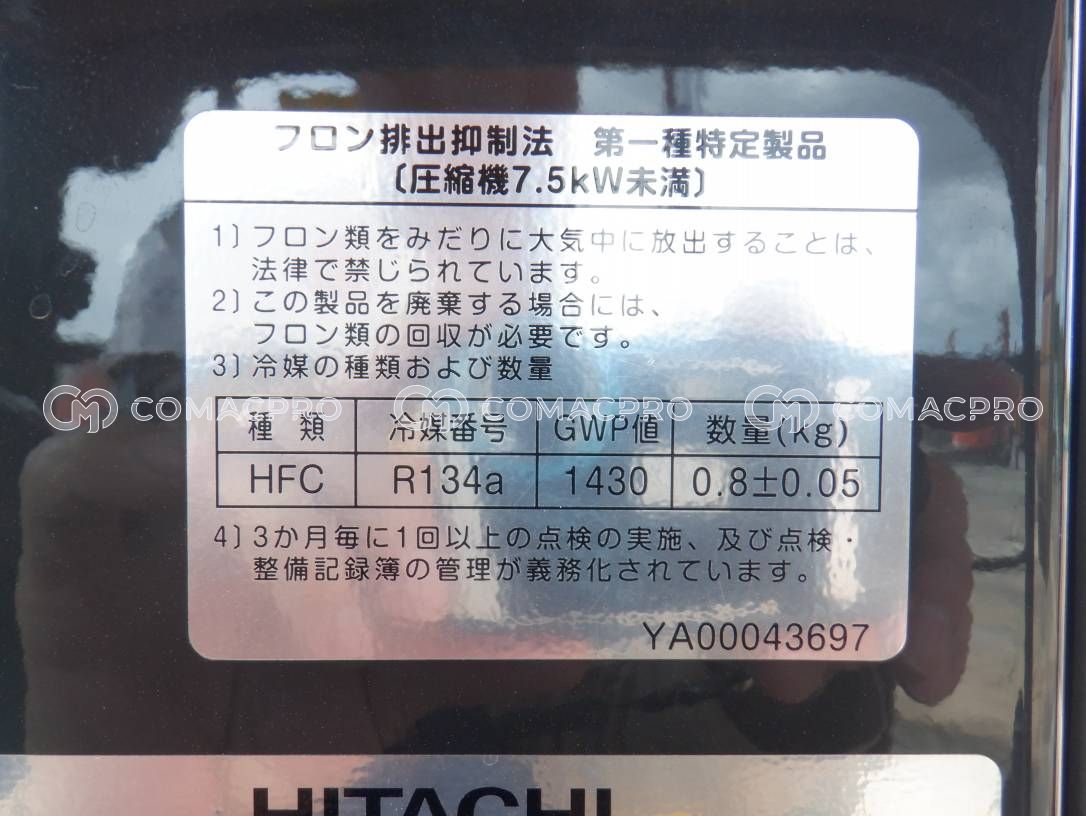 フロン排出抑制法 第一種特定製品
〔圧縮機7.5kW未満〕
1〕フロン類をみだりに大気中に放出することは、
法律で禁じられています。
2〕この製品を廃棄する場合には、
フロン類の回収が必要です。
3〕冷媒の種類および数量
COMACPRO COMACPRO COMACPRO
種類 冷媒番号 GWP値 数量(kg)
HFC R134a 1430 0.8±0.05
4〕3か月毎に1回以上の点検の実施、及び点検・
整備記録簿の管理が義務化されています。
YA00043697
HITACHI